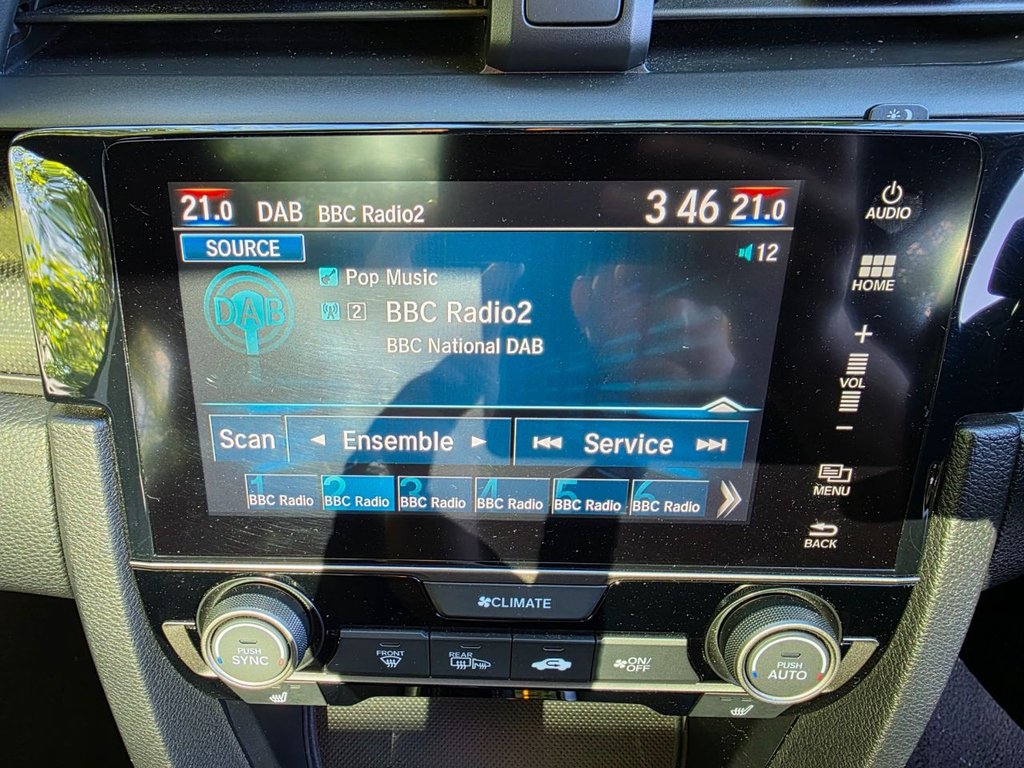 21.0 DAB BBC Radio2 3 46 21.0
SOURCE 12
DAB Pop Music
2 BBC Radio2
BBC National DAB
Scan Ensemble Service
1 2 3 4 5 6
BBC Radio BBC Radio BBC Radio BBC Radio BBC Radio BBC Radio
AUDIO
HOME
+
VOL
−
MENU
BACK
CLIMATE
PUSH SYNC
FRONT
REAR
ON/OFF
PUSH AUTO